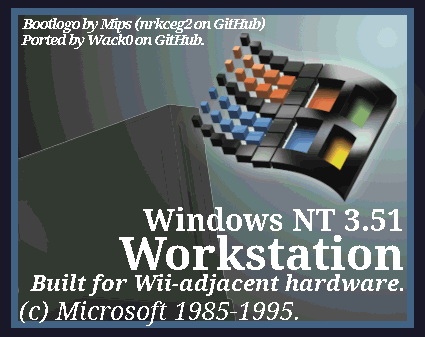 Bootlogo by Mips (nrkceg2 on GitHub)
Ported by Wack0 on GitHub.
Windows NT 3.51
Workstation
Built for Wii-adjacent hardware.
(c) Microsoft 1985-1995.